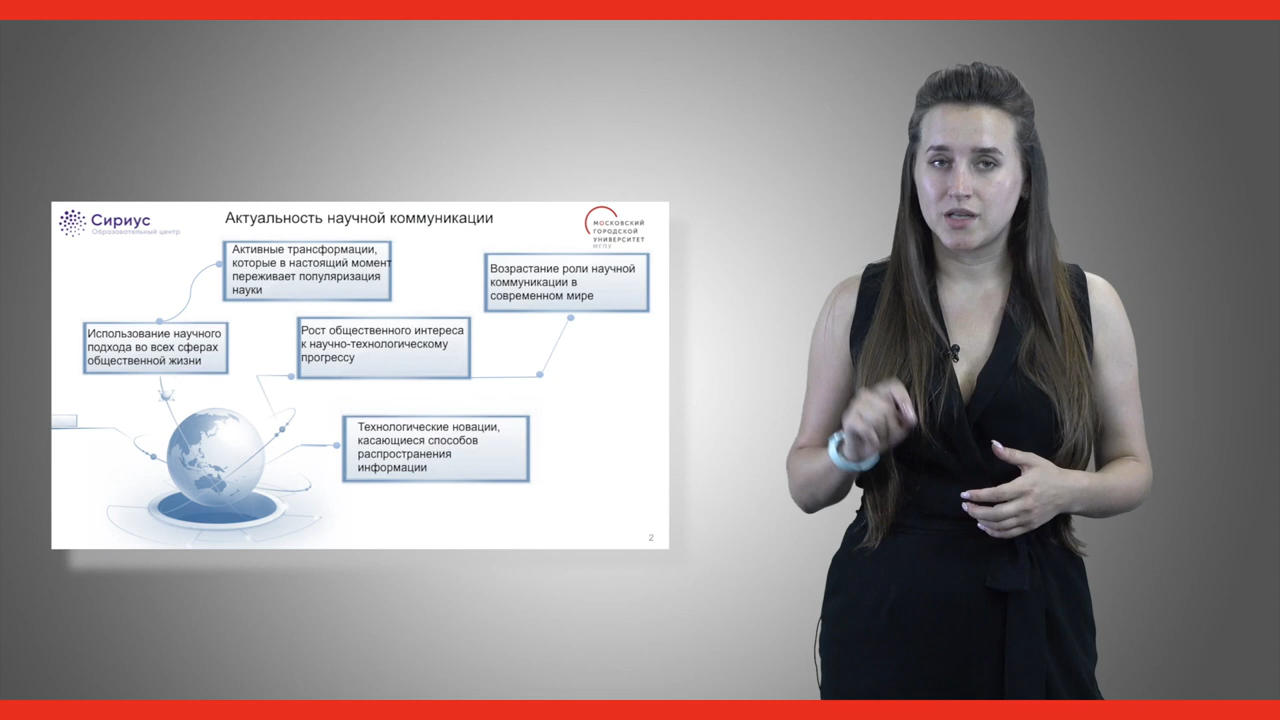 Сириус
Образовательный центр
Актуальность научной коммуникации
МОСКОВСКИЙ
ГОРОДСКОЙ
УНИВЕРСИТЕТ
МГПУ
Активные трансформации,
которые в настоящий момент
переживает популяризация
науки
Возрастание роли научной
коммуникации в
современном мире
Использование научного
подхода во всех сферах
общественной жизни
Рост общественного интереса
к научно-технологическому
прогрессу
Технологические новации,
касающиеся способов
распространения
информации
2